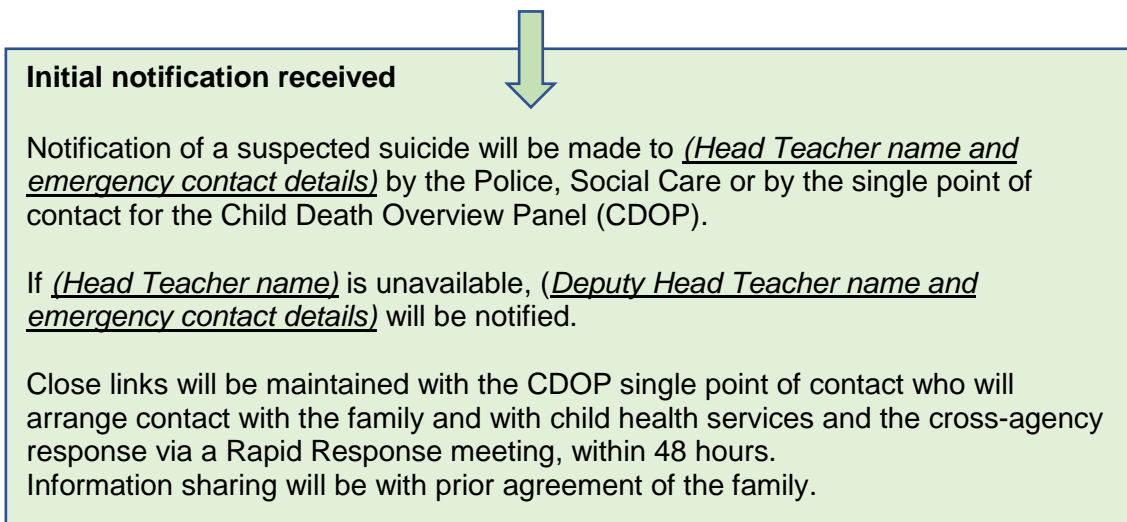 Initial notification received
Notification of a suspected suicide will be made to (Head Teacher name and
emergency contact details) by the Police, Social Care or by the single point of
contact for the Child Death Overview Panel (CDOP).
If (Head Teacher name) is unavailable, (Deputy Head Teacher name and
emergency contact details) will be notified.
Close links will be maintained with the CDOP single point of contact who will
arrange contact with the family and with child health services and the cross-agency
response via a Rapid Response meeting, within 48 hours.
Information sharing will be with prior agreement of the family.